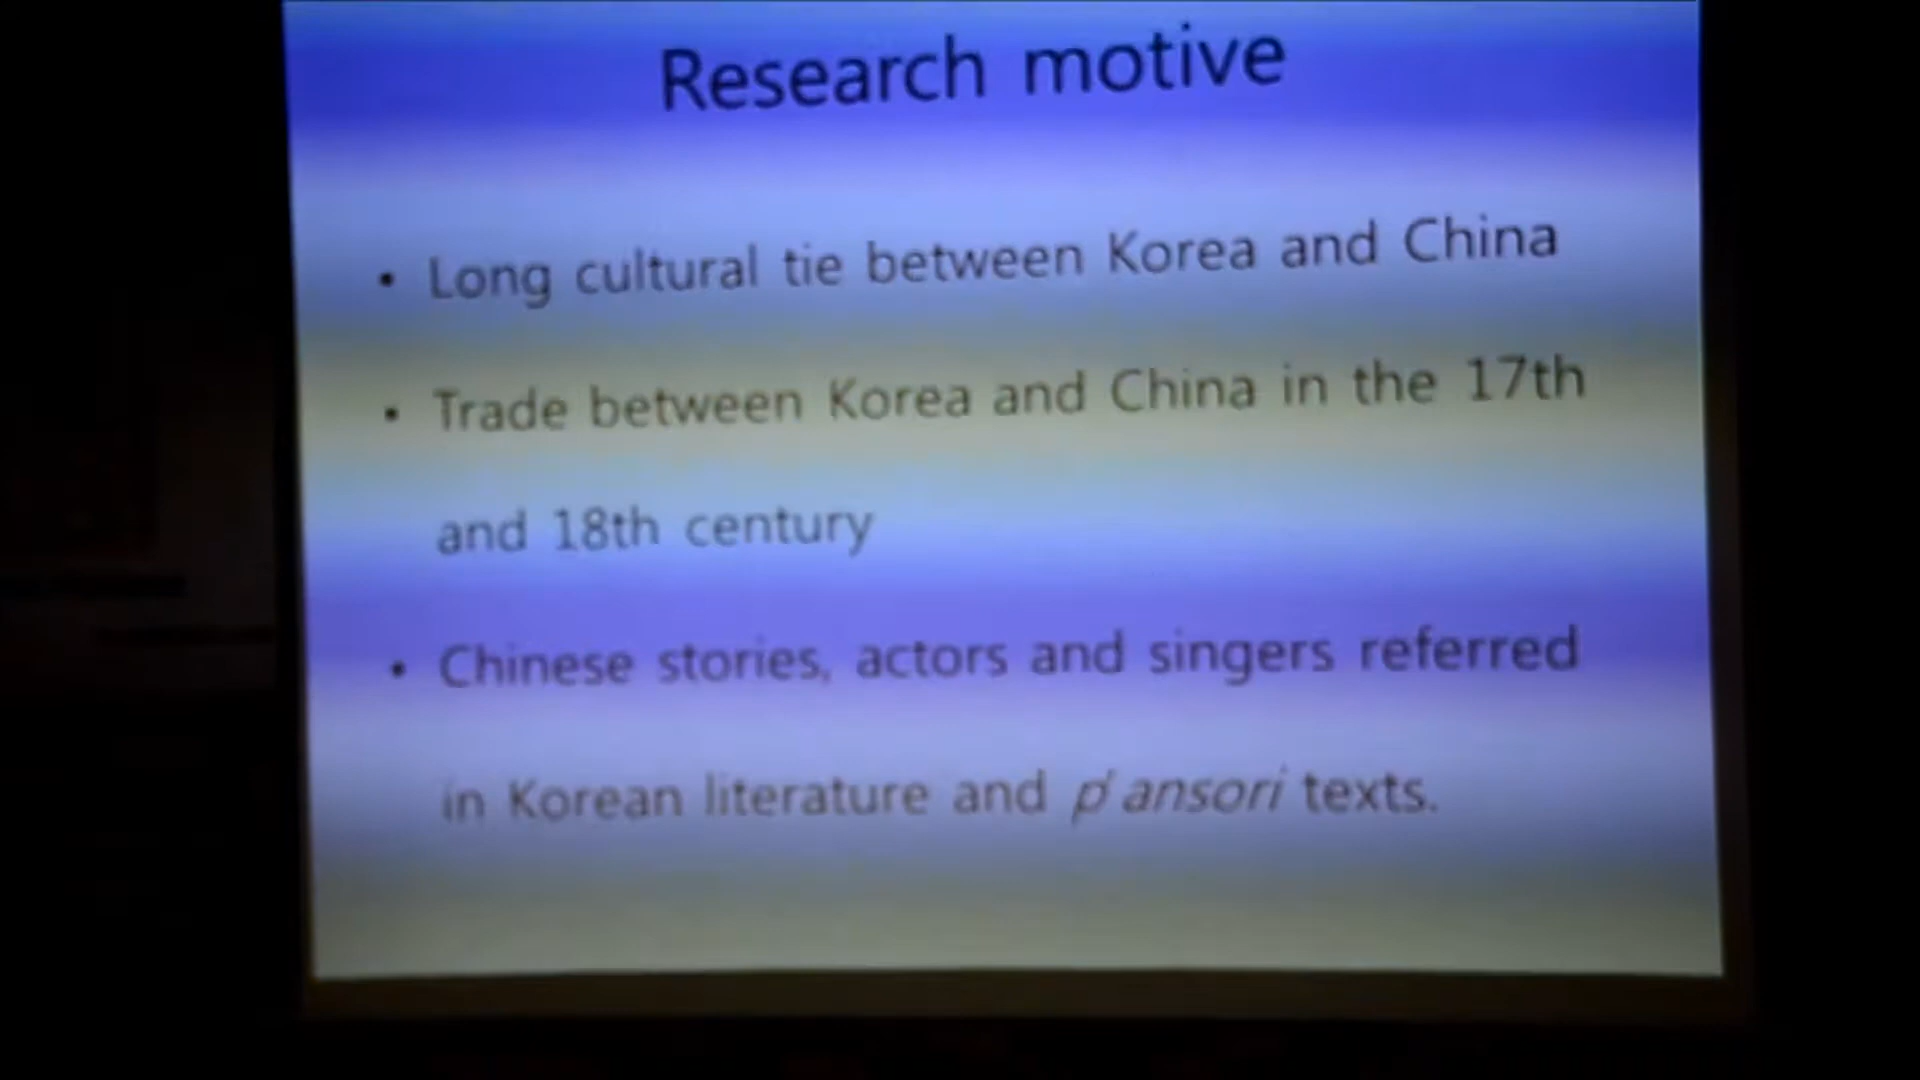 Research motive
• Long cultural tie between Korea and China
• Trade between Korea and China in the 17th
and 18th century
• Chinese stories, actors and singers referred
in Korean literature and p'ansori texts.